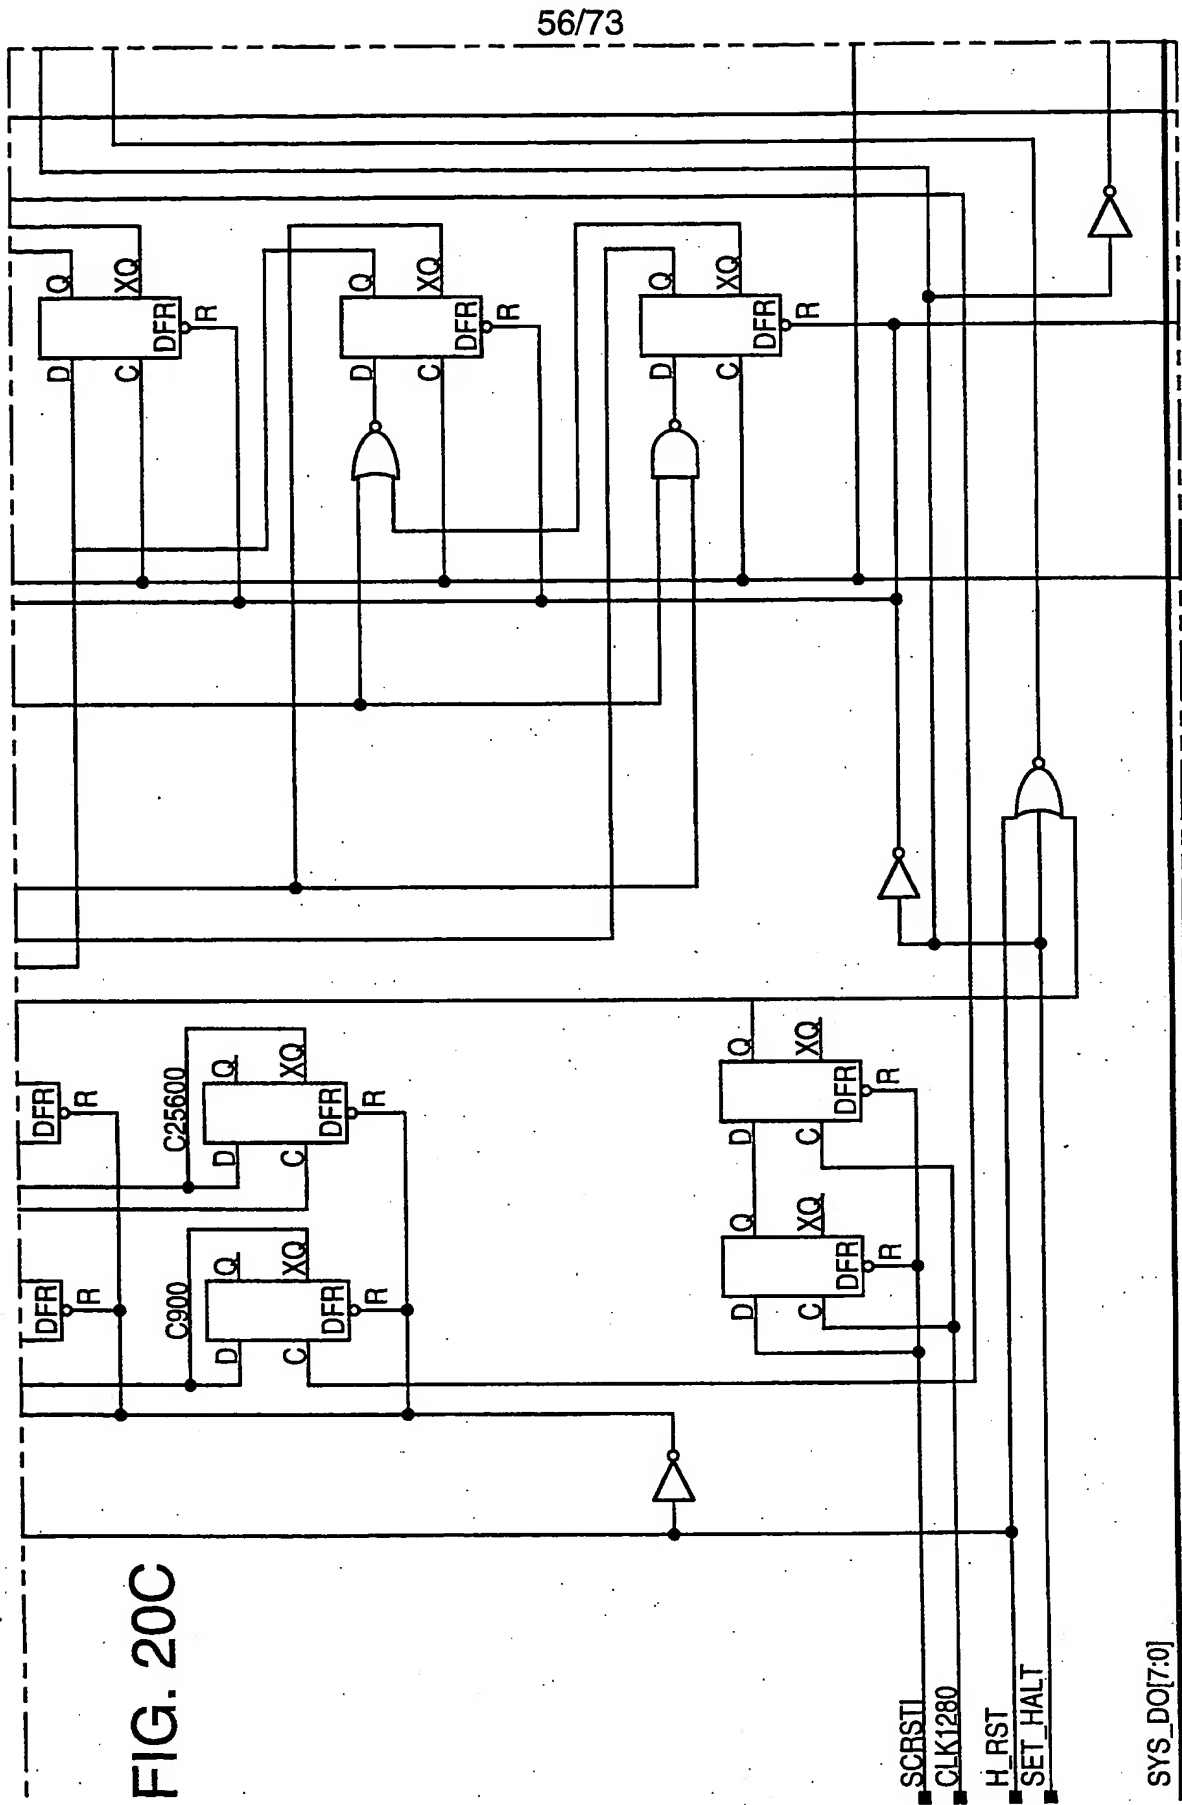 56/73
FIG. 20C
DFR
R
DFR
R
C900
D
C
Q
XQ
DFR
R
C25600
D
C
Q
XQ
DFR
R
D
C
Q
XQ
DFR
R
D
C
Q
XQ
DFR
R
D
C
Q
XQ
DFR
R
D
C
Q
XQ
DFR
R
D
C
Q
XQ
DFR
R
SCRSTI
CLK1280
H_RST
SET_HALT
SYS_DO[7:0]